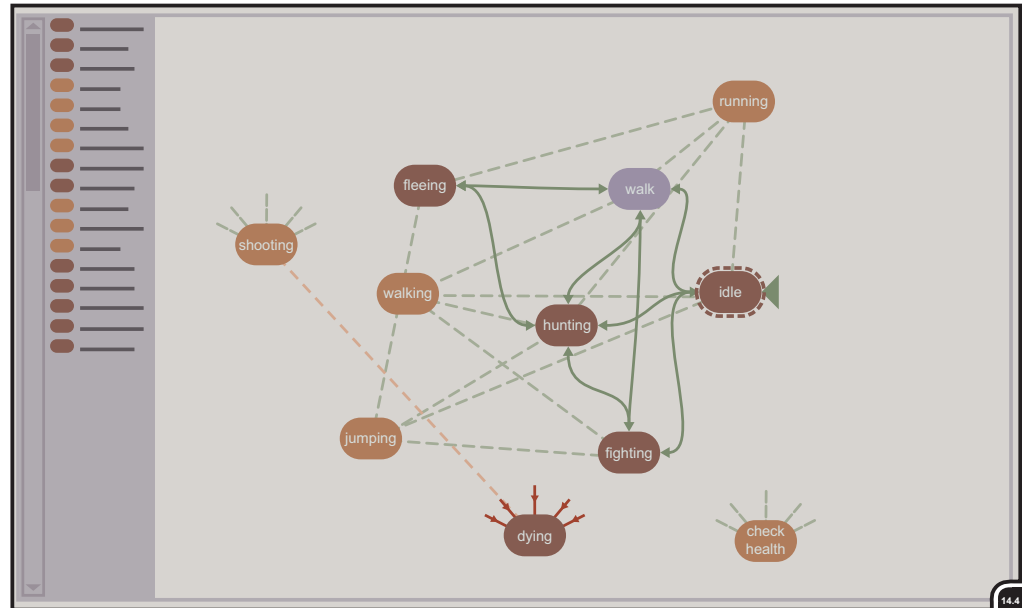 running
fleeing
walk
shooting
walking
idle
hunting
jumping
fighting
dying
check
health
14.4